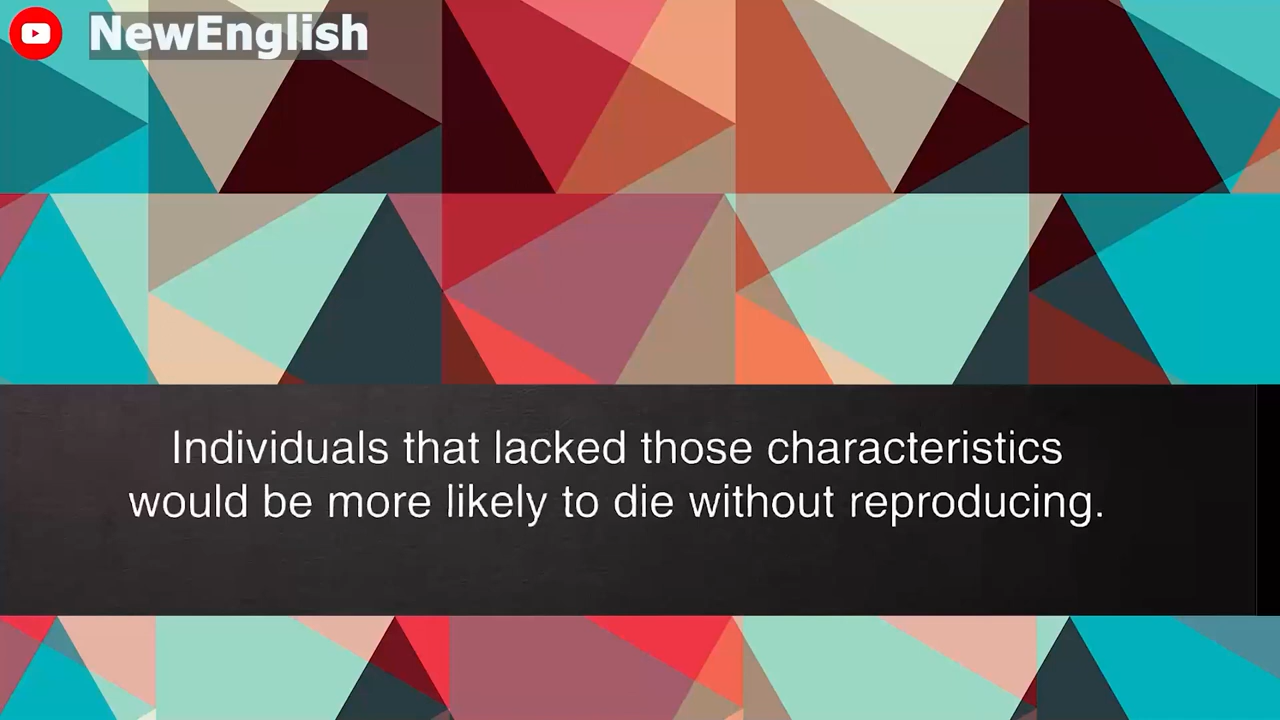 NewEnglish
Individuals that lacked those characteristics
would be more likely to die without reproducing.